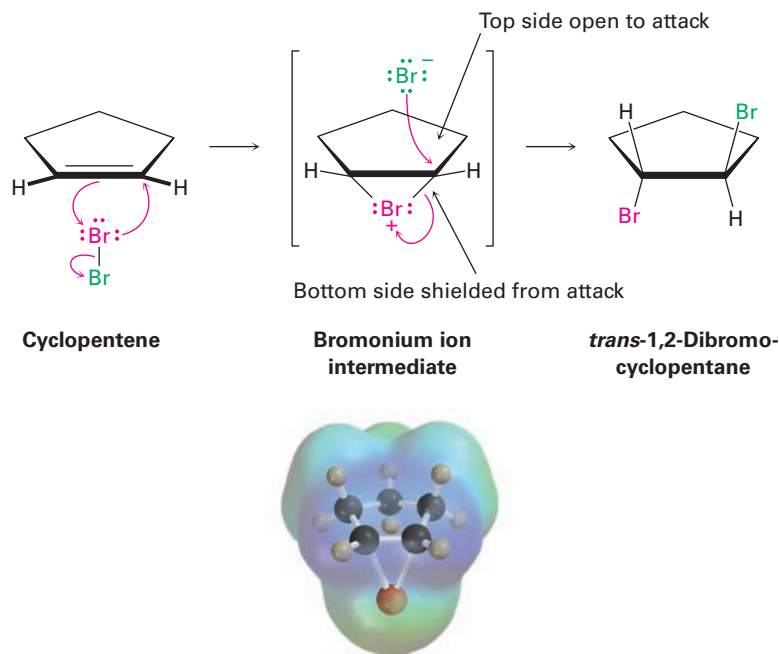 Top side open to attack
Br −
H H
Br
+
H H
Br
Br
Br
Br
H
Bottom side shielded from attack
Cyclopentene
Bromonium ion
intermediate
trans-1,2-Dibromo-
cyclopentane